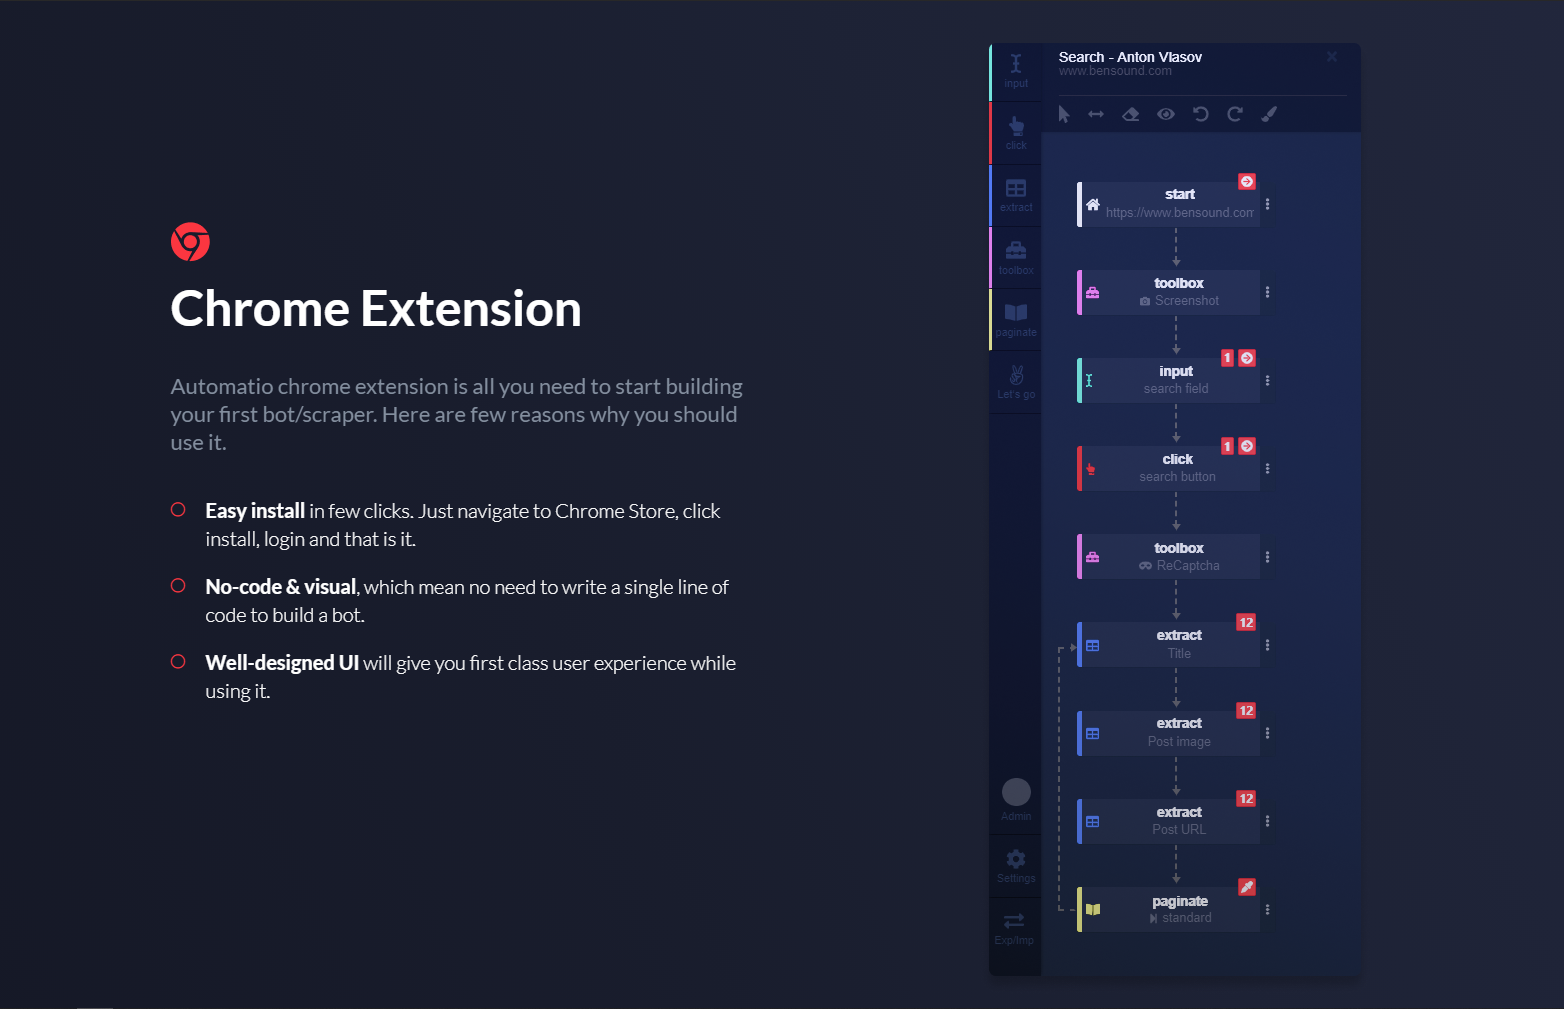 Chrome Extension
Automatio chrome extension is all you need to start building
your first bot/scraper. Here are few reasons why you should
use it.
Easy install in few clicks. Just navigate to Chrome Store, click
install, login and that is it.
No-code & visual, which mean no need to write a single line of
code to build a bot.
Well-designed UI will give you first class user experience while
using it.
input
click
extract
toolbox
paginate
Let's go
Admin
Settings
Exp/Imp
Search - Anton Vlasov
www.bensound.com
start
https://www.bensound.com
toolbox
Screenshot
1
input
search field
1
click
search button
toolbox
ReCaptcha
12
extract
Title
12
extract
Post image
12
extract
Post URL
paginate
standard